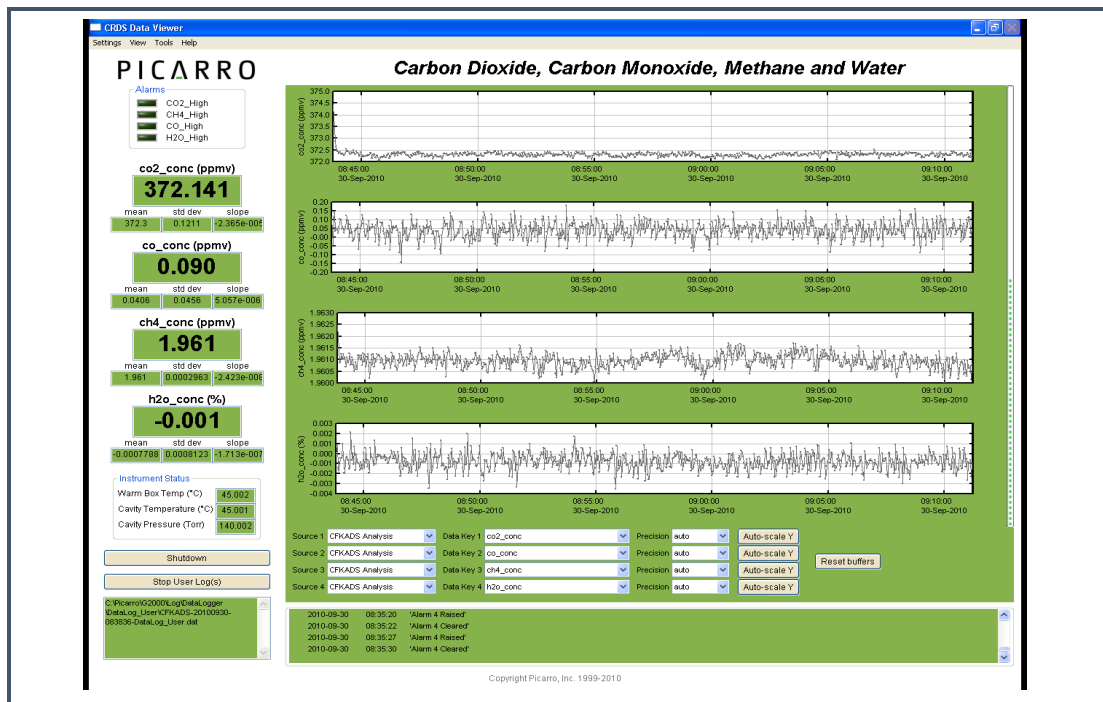 CRDS Data Viewer
Settings View Tools Help
PICARRO
Carbon Dioxide, Carbon Monoxide, Methane and Water
Alarms
CO2_High
CH4_High
CO_High
H2O_High
co2_conc (ppmv)
372.141
mean std dev slope
372.3 0.1211 -2.365e-005
co_conc (ppmv)
0.090
mean std dev slope
0.0406 0.0456 5.057e-006
ch4_conc (ppmv)
1.961
mean std dev slope
1.961 0.0002963 -2.423e-008
h2o_conc (%)
-0.001
mean std dev slope
-0.0007788 0.0008123 -1.713e-007
Instrument Status
Warm Box Temp (°C) 45.002
Cavity Temperature (°C) 45.001
Cavity Pressure (Torr) 140.002
Shutdown
Stop User Log(s)
C:\Picarro\G2000\Log\DataLogger
\DataLog_User\CFKADS-20100930-
083836-DataLog_User.dat
co2_conc (ppmv)
375.0
374.5
374.0
373.5
373.0
372.5
372.0
08:45:00 08:50:00 08:55:00 09:00:00 09:05:00 09:10:00
30-Sep-2010 30-Sep-2010 30-Sep-2010 30-Sep-2010 30-Sep-2010 30-Sep-2010
co_conc (ppmv)
0.20
0.15
0.10
0.05
-0.00
-0.05
-0.10
-0.15
-0.20
08:45:00 08:50:00 08:55:00 09:00:00 09:05:00 09:10:00
30-Sep-2010 30-Sep-2010 30-Sep-2010 30-Sep-2010 30-Sep-2010 30-Sep-2010
ch4_conc (ppmv)
1.9630
1.9625
1.9620
1.9615
1.9610
1.9605
1.9600
08:45:00 08:50:00 08:55:00 09:00:00 09:05:00 09:10:00
30-Sep-2010 30-Sep-2010 30-Sep-2010 30-Sep-2010 30-Sep-2010 30-Sep-2010
h2o_conc (%)
0.003
0.002
0.001
-0.000
-0.001
-0.002
-0.003
-0.004
08:45:00 08:50:00 08:55:00 09:00:00 09:05:00 09:10:00
30-Sep-2010 30-Sep-2010 30-Sep-2010 30-Sep-2010 30-Sep-2010 30-Sep-2010
Source 1 CFKADS Analysis Data Key 1 co2_conc Precision auto Auto-scale Y
Source 2 CFKADS Analysis Data Key 2 co_conc Precision auto Auto-scale Y
Source 3 CFKADS Analysis Data Key 3 ch4_conc Precision auto Auto-scale Y
Source 4 CFKADS Analysis Data Key 4 h2o_conc Precision auto Auto-scale Y
Reset buffers
2010-09-30 08:35:20 'Alarm 4 Raised'
2010-09-30 08:35:22 'Alarm 4 Cleared'
2010-09-30 08:35:27 'Alarm 4 Raised'
2010-09-30 08:35:30 'Alarm 4 Cleared'
Copyright Picarro, Inc. 1999-2010